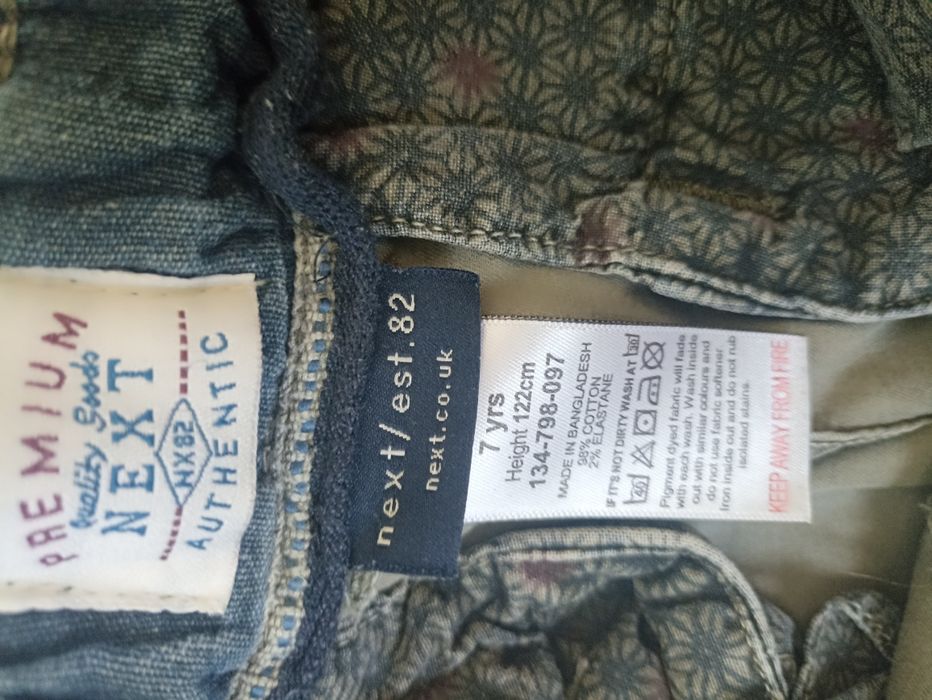 PREMIUM
Quality Goods
NEXT
NX82
AUTHENTIC
next/est.82
next.co.uk
7 yrs
Height 122cm
134-798-097
MADE IN BANGLADESH
98% COTTON
2% ELASTANE
IF IT'S NOT DIRTY WASH AT 30
40
Pigment dyed fabric will fade
with each wash. Wash inside
out with similar colours and
do not use fabric softener
Iron inside out and do not rub
isolated stains.
KEEP AWAY FROM FIRE